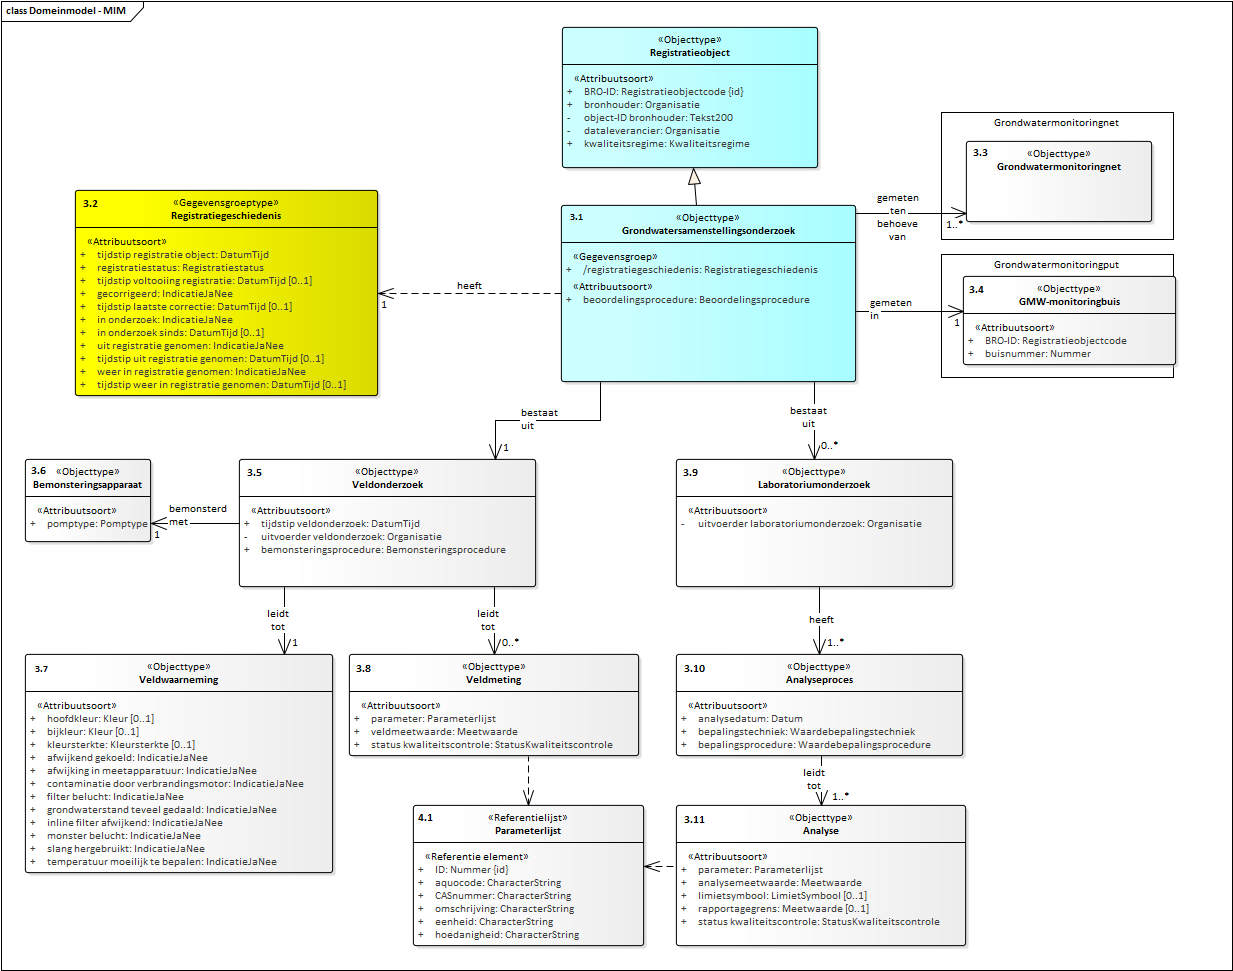 class Domeinmodel - MIM
«Objecttype»
Registratieobject
«Attribuutsoort»
+ BRO-ID: Registratieobjectcode {id}
+ bronhouder: Organisatie
- object-ID bronhouder: Tekst200
- dataleverancier: Organisatie
+ kwaliteitsregime: Kwaliteitsregime
Grondwatermonitoringnet
3.3 «Objecttype»
Grondwatermonitoringnet
gemeten
ten
behoeve
van
1..*
3.2 «Gegevensgroeptype»
Registratiegeschiedenis
«Attribuutsoort»
+ tijdstip registratie object: DatumTijd
+ registratiestatus: Registratiestatus
+ tijdstip voltooiing registratie: DatumTijd [0..1]
+ gecorrigeerd: IndicatieJaNee
+ tijdstip laatste correctie: DatumTijd [0..1]
+ in onderzoek: IndicatieJaNee
+ in onderzoek sinds: DatumTijd [0..1]
+ uit registratie genomen: IndicatieJaNee
+ tijdstip uit registratie genomen: DatumTijd [0..1]
+ weer in registratie genomen: IndicatieJaNee
+ tijdstip weer in registratie genomen: DatumTijd [0..1]
heeft
1
3.1 «Objecttype»
Grondwatersamenstellingsonderzoek
«Gegevensgroep»
+ /registratiegeschiedenis: Registratiegeschiedenis
«Attribuutsoort»
+ beoordelingsprocedure: Beoordelingsprocedure
Grondwatermonitoringput
3.4 «Objecttype»
GMW-monitoringbuis
«Attribuutsoort»
+ BRO-ID: Registratieobjectcode
+ buisnummer: Nummer
gemeten
in
1
bestaat
uit
1
bestaat
uit
0..*
3.6 «Objecttype»
Bemonsteringsapparaat
«Attribuutsoort»
+ pomptype: Pomptype
bemonsterd
met
1
3.5 «Objecttype»
Veldonderzoek
«Attribuutsoort»
+ tijdstip veldonderzoek: DatumTijd
- uitvoerder veldonderzoek: Organisatie
+ bemonsteringsprocedure: Bemonsteringsprocedure
3.9 «Objecttype»
Laboratoriumonderzoek
«Attribuutsoort»
- uitvoerder laboratoriumonderzoek: Organisatie
leidt
tot
1
leidt
tot
0..*
heeft
1..*
3.7 «Objecttype»
Veldwaarneming
«Attribuutsoort»
+ hoofdkleur: Kleur [0..1]
+ bijkleur: Kleur [0..1]
+ kleursterkte: Kleursterkte [0..1]
+ afwijkend gekoeld: IndicatieJaNee
+ afwijking in meetapparatuur: IndicatieJaNee
+ contaminatie door verbrandingsmotor: IndicatieJaNee
+ filter belucht: IndicatieJaNee
+ grondwaterstand teveel gedaald: IndicatieJaNee
+ inline filter afwijkend: IndicatieJaNee
+ monster belucht: IndicatieJaNee
+ slang hergebruikt: IndicatieJaNee
+ temperatuur moeilijk te bepalen: IndicatieJaNee
3.8 «Objecttype»
Veldmeting
«Attribuutsoort»
+ parameter: Parameterlijst
+ veldmeetwaarde: Meetwaarde
+ status kwaliteitscontrole: StatusKwaliteitscontrole
3.10 «Objecttype»
Analyseproces
«Attribuutsoort»
+ analysedatum: Datum
+ bepalingstechniek: Waardebepalingstechniek
+ bepalingsprocedure: Waardebepalingsprocedure
leidt
tot
1..*
4.1 «Referentielijst»
Parameterlijst
«Referentie element»
+ ID: Nummer {id}
+ aquocode: CharacterString
+ CASnummer: CharacterString
+ omschrijving: CharacterString
+ eenheid: CharacterString
+ hoedanigheid: CharacterString
3.11 «Objecttype»
Analyse
«Attribuutsoort»
+ parameter: Parameterlijst
+ analysemeetwaarde: Meetwaarde
+ limietsymbool: LimietSymbool [0..1]
+ rapportagegrens: Meetwaarde [0..1]
+ status kwaliteitscontrole: StatusKwaliteitscontrole